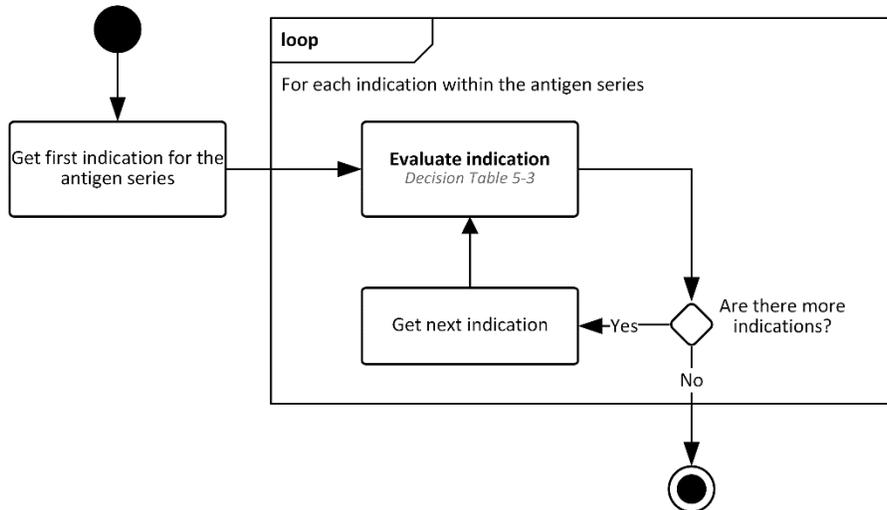 loop
For each indication within the antigen series
Get first indication for the
antigen series
Evaluate indication
Decision Table 5-3
Get next indication
Yes
Are there more
indications?
No